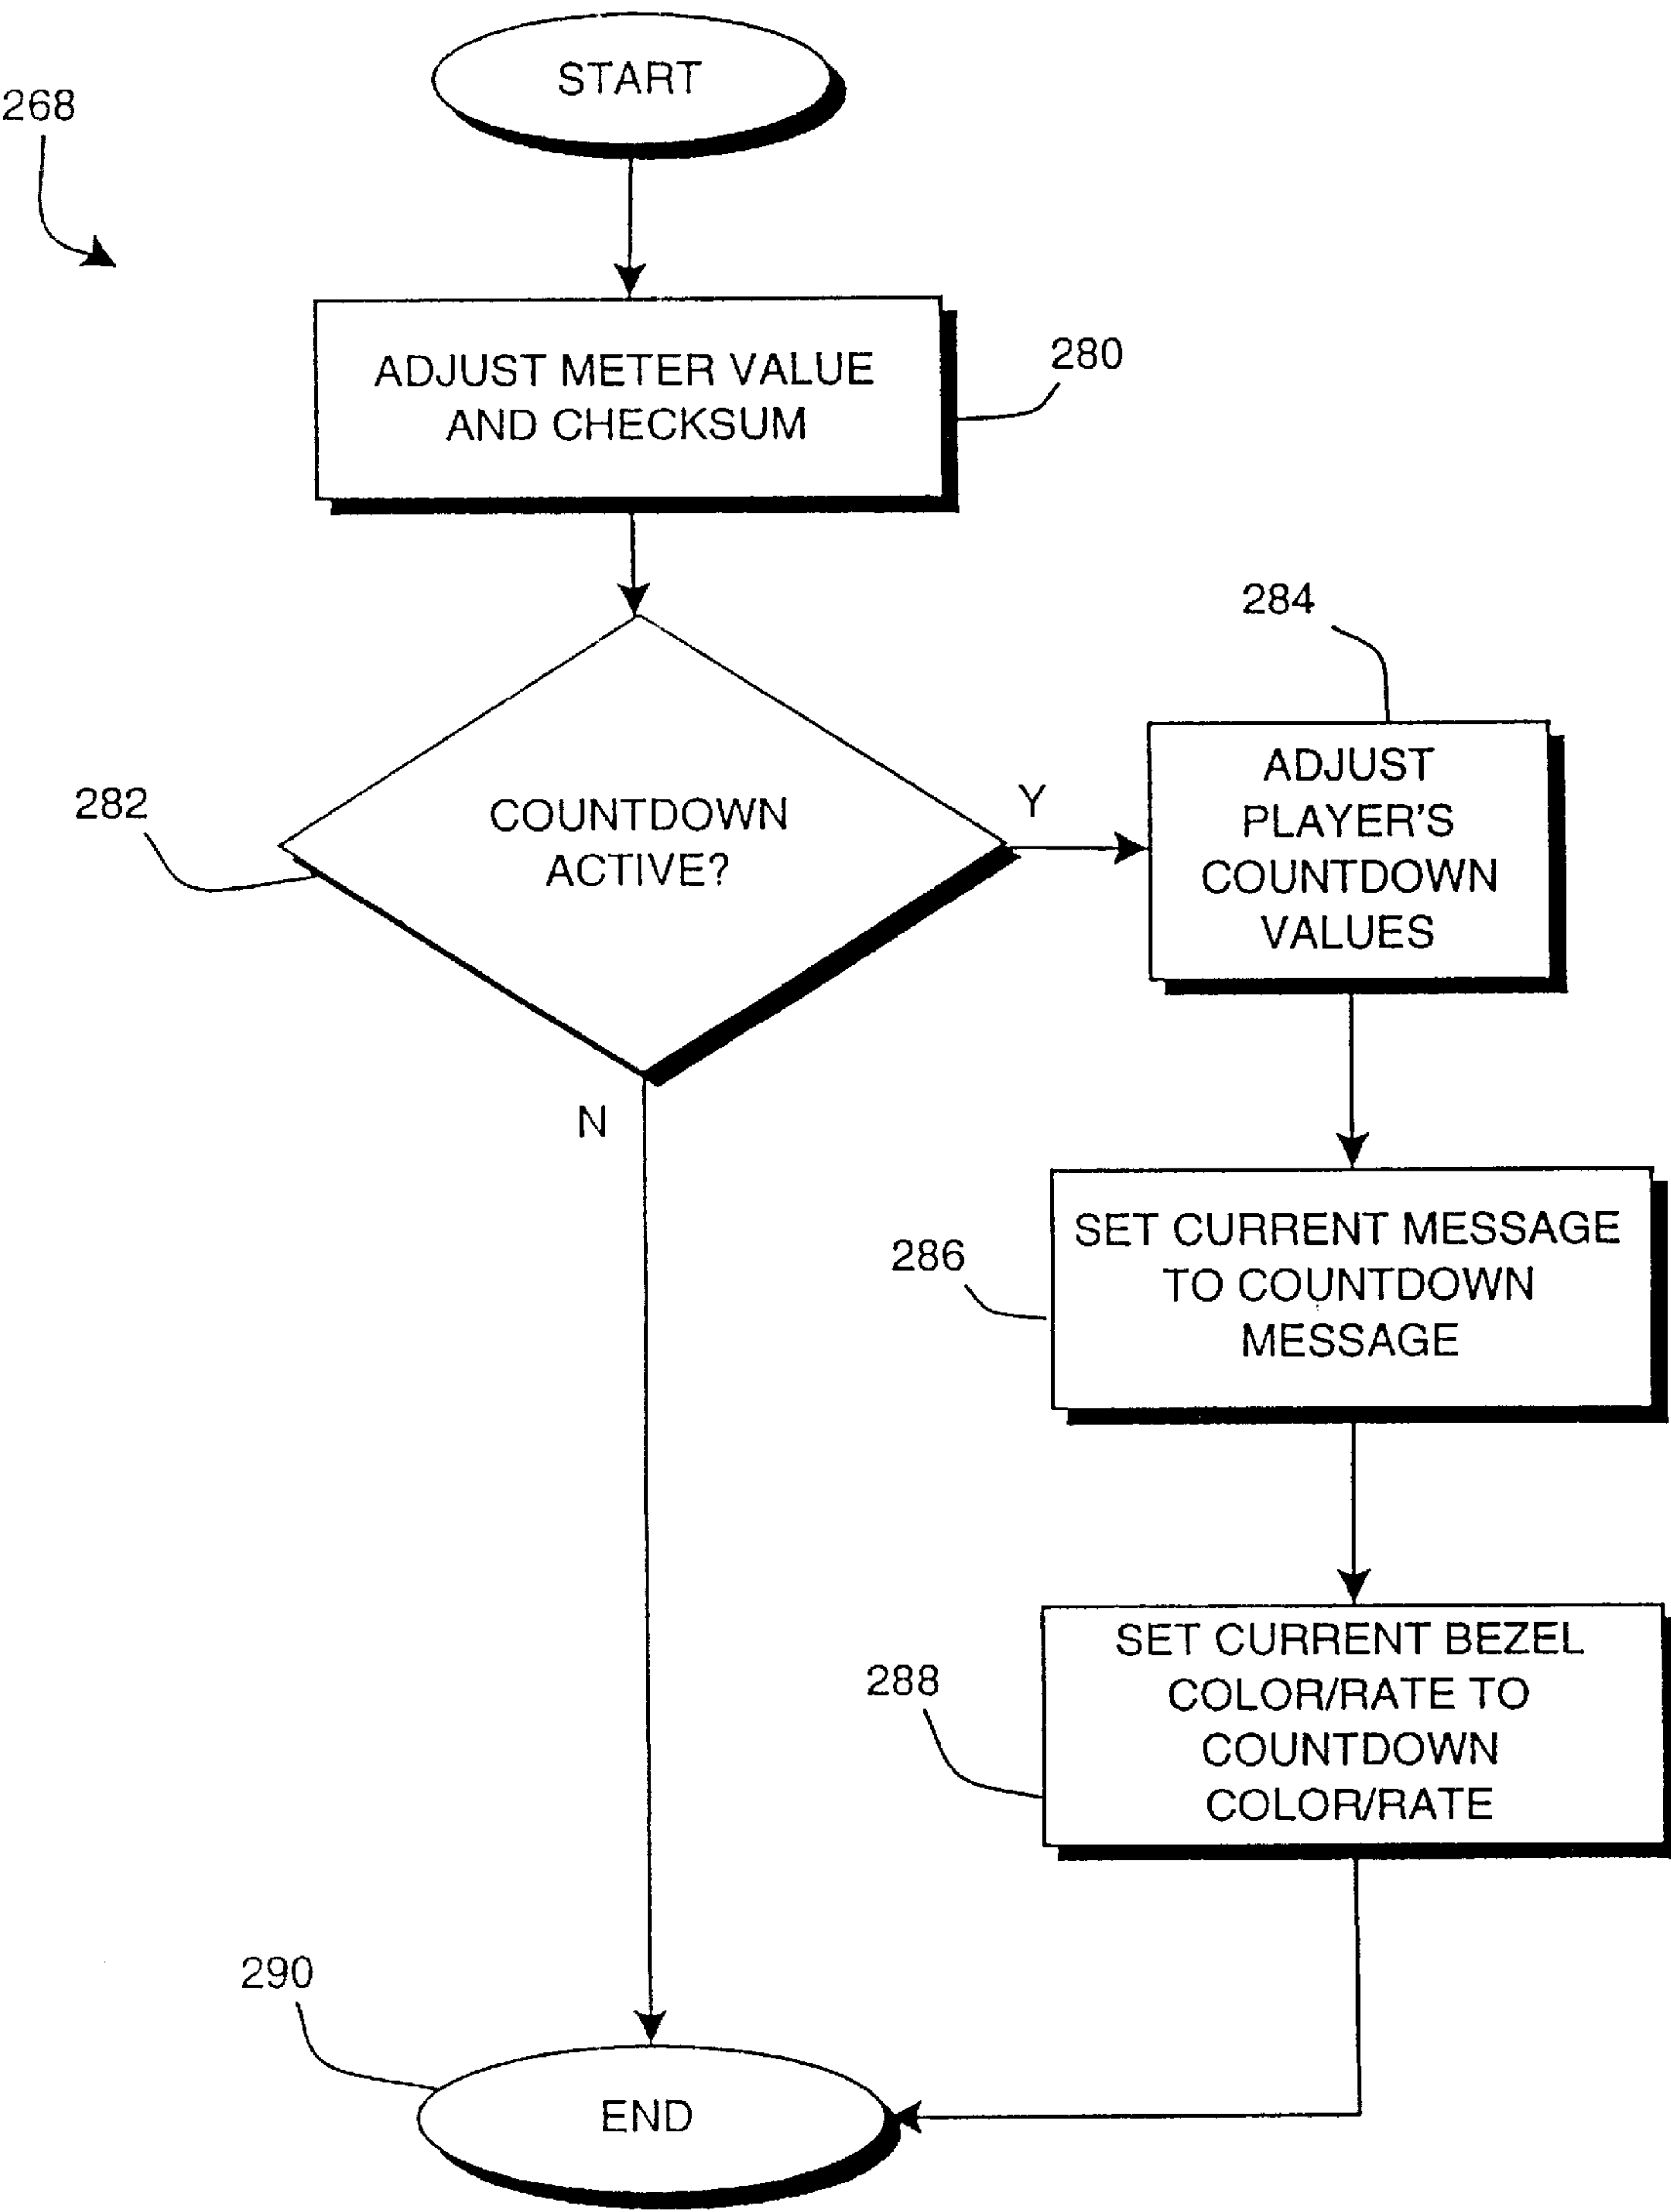 START
268
ADJUST METER VALUE
AND CHECKSUM
280
COUNTDOWN
ACTIVE?
282
Y
N
284
ADJUST
PLAYER'S
COUNTDOWN
VALUES
286
SET CURRENT MESSAGE
TO COUNTDOWN
MESSAGE
288
SET CURRENT BEZEL
COLOR/RATE TO
COUNTDOWN
COLOR/RATE
290
END